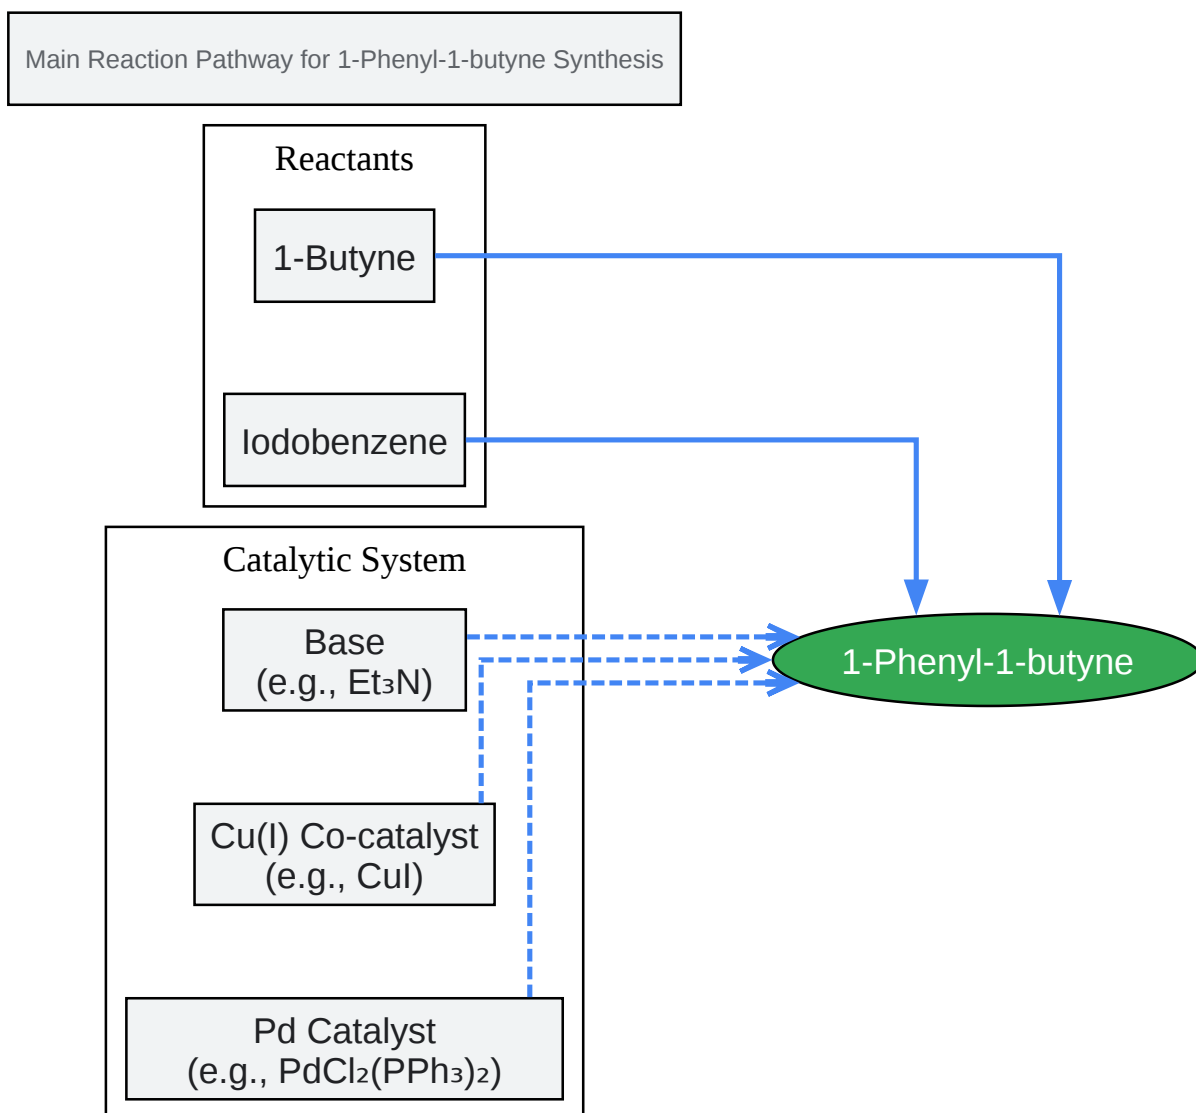 Main Reaction Pathway for 1-Phenyl-1-butyne Synthesis
Reactants
1-Butyne
Iodobenzene
Catalytic System
Base
(e.g., Et₃N)
1-Phenyl-1-butyne
Cu(I) Co-catalyst
(e.g., CuI)
Pd Catalyst
(e.g., PdCl₂(PPh₃)₂)